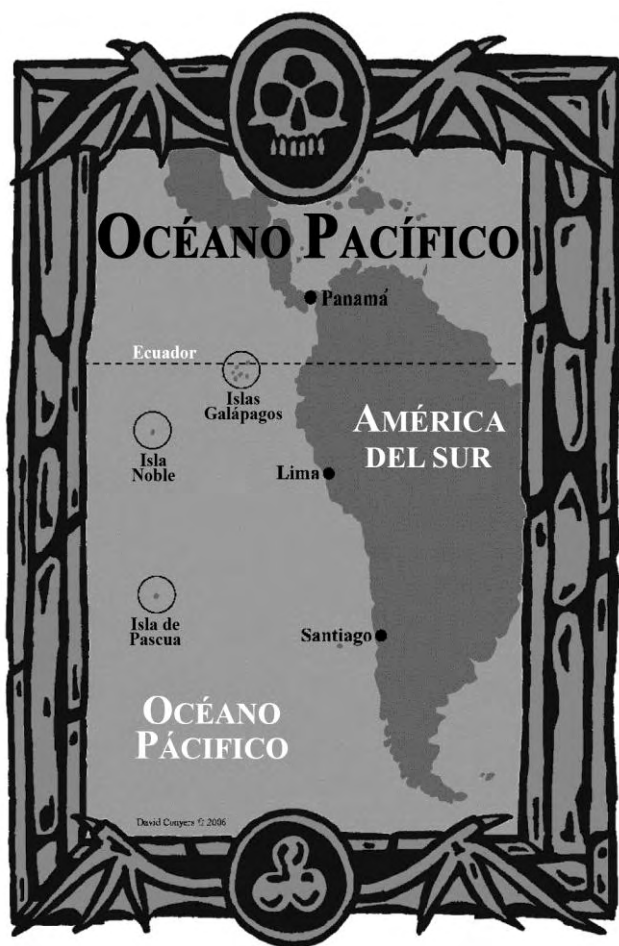 OCÉANO PACÍFICO
Panamá
Ecuador
Islas
Galápagos
AMÉRICA
DEL SUR
Isla
Noble
Lima
Isla de
Pascua
Santiago
OCÉANO
PÁCIFICO
David Conyers © 2006